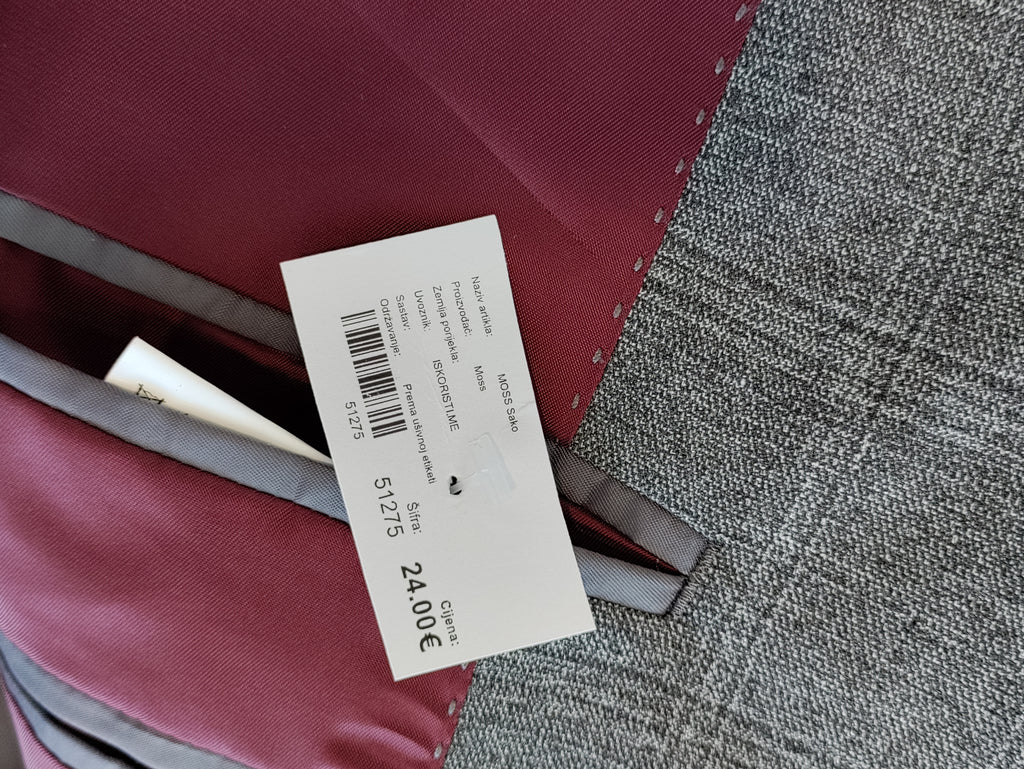 Naziv artikla: MOSS Sako
Proizvođač: Moss
Zemlja porijekla:
Uvoznik: ISKORISTI.ME
Sastav:
Održavanje: Prema ušivnoj etiketi
51275
Šifra:
51275
Cijena:
24.00€